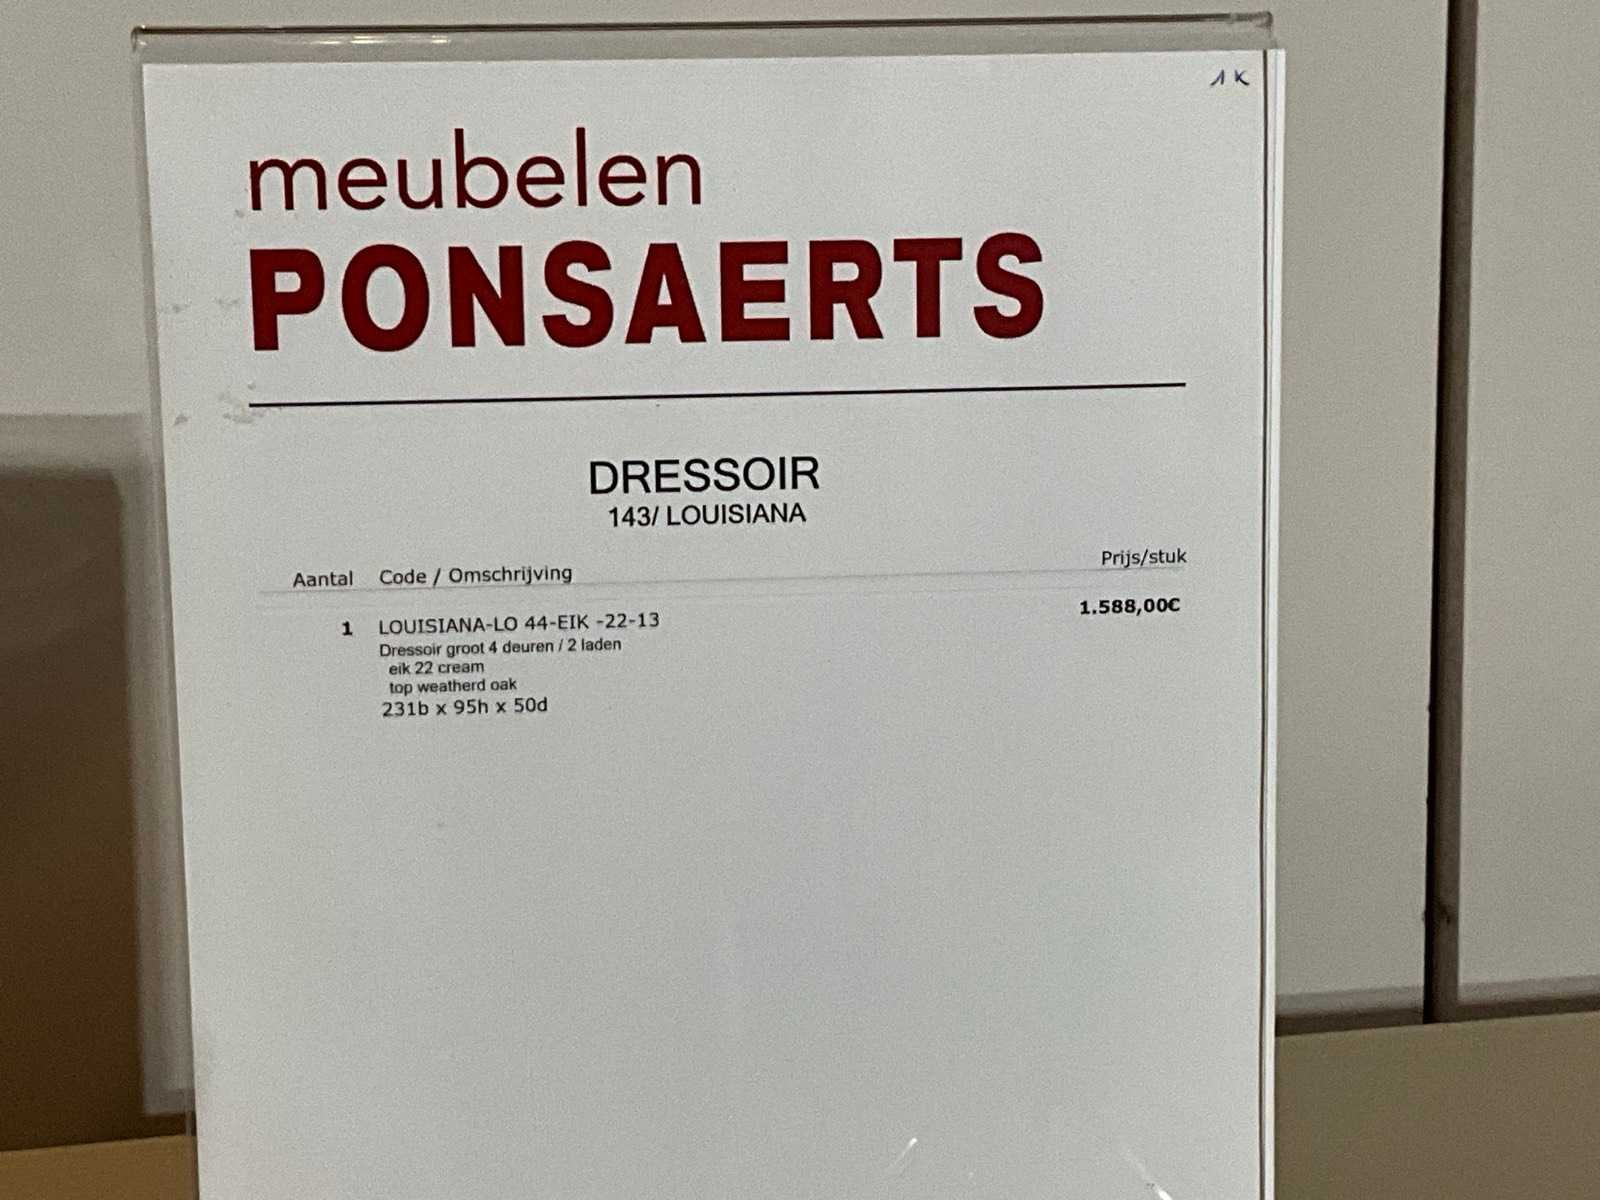 1K
meubelen
PONSAERTS
DRESSOIR
143/ LOUISIANA
Aantal Code / Omschrijving Prijs/stuk
1 LOUISIANA-LO 44-EIK -22-13 1.588,00€
Dressoir groot 4 deuren / 2 laden
eik 22 cream
top weatherd oak
231b x 95h x 50d